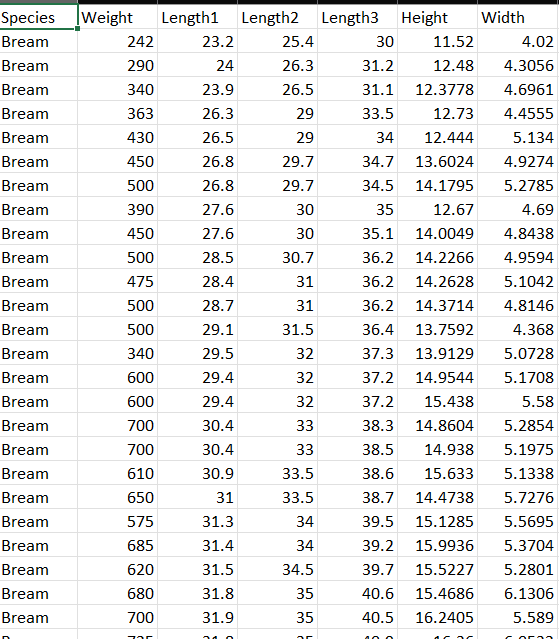 Species Weight Length1 Length2 Length3 Height Width
Bream 242 23.2 25.4 30 11.52 4.02
Bream 290 24 26.3 31.2 12.48 4.3056
Bream 340 23.9 26.5 31.1 12.3778 4.6961
Bream 363 26.3 29 33.5 12.73 4.4555
Bream 430 26.5 29 34 12.444 5.134
Bream 450 26.8 29.7 34.7 13.6024 4.9274
Bream 500 26.8 29.7 34.5 14.1795 5.2785
Bream 390 27.6 30 35 12.67 4.69
Bream 450 27.6 30 35.1 14.0049 4.8438
Bream 500 28.5 30.7 36.2 14.2266 4.9594
Bream 475 28.4 31 36.2 14.2628 5.1042
Bream 500 28.7 31 36.2 14.3714 4.8146
Bream 500 29.1 31.5 36.4 13.7592 4.368
Bream 340 29.5 32 37.3 13.9129 5.0728
Bream 600 29.4 32 37.2 14.9544 5.1708
Bream 600 29.4 32 37.2 15.438 5.58
Bream 700 30.4 33 38.3 14.8604 5.2854
Bream 700 30.4 33 38.5 14.938 5.1975
Bream 610 30.9 33.5 38.6 15.633 5.1338
Bream 650 31 33.5 38.7 14.4738 5.7276
Bream 575 31.3 34 39.5 15.1285 5.5695
Bream 685 31.4 34 39.2 15.9936 5.3704
Bream 620 31.5 34.5 39.7 15.5227 5.2801
Bream 680 31.8 35 40.6 15.4686 6.1306
Bream 700 31.9 35 40.5 16.2405 5.589